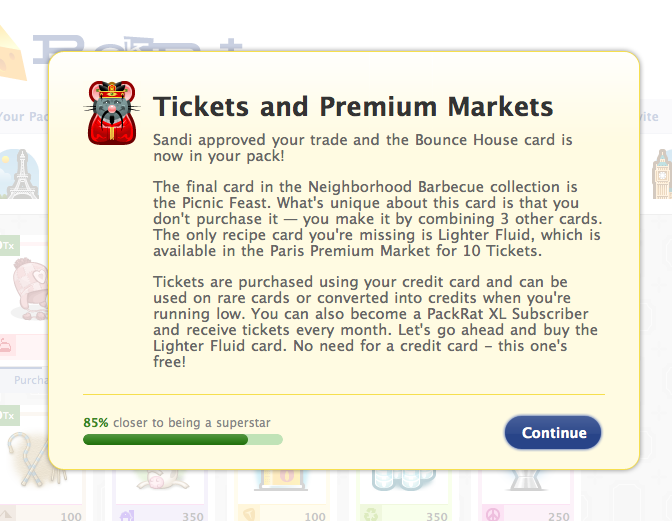 Tickets and Premium Markets
Sandi approved your trade and the Bounce House card is
now in your pack!
The final card in the Neighborhood Barbecue collection is
the Picnic Feast. What's unique about this card is that you
don't purchase it — you make it by combining 3 other cards.
The only recipe card you're missing is Lighter Fluid, which is
available in the Paris Premium Market for 10 Tickets.
Tickets are purchased using your credit card and can be
used on rare cards or converted into credits when you're
running low. You can also become a PackRat XL Subscriber
and receive tickets every month. Let's go ahead and buy the
Lighter Fluid card. No need for a credit card – this one's
free!
85% closer to being a superstar
Continue
Your Pac
vite
Tx
Purcha
Tx
100
350
350
250